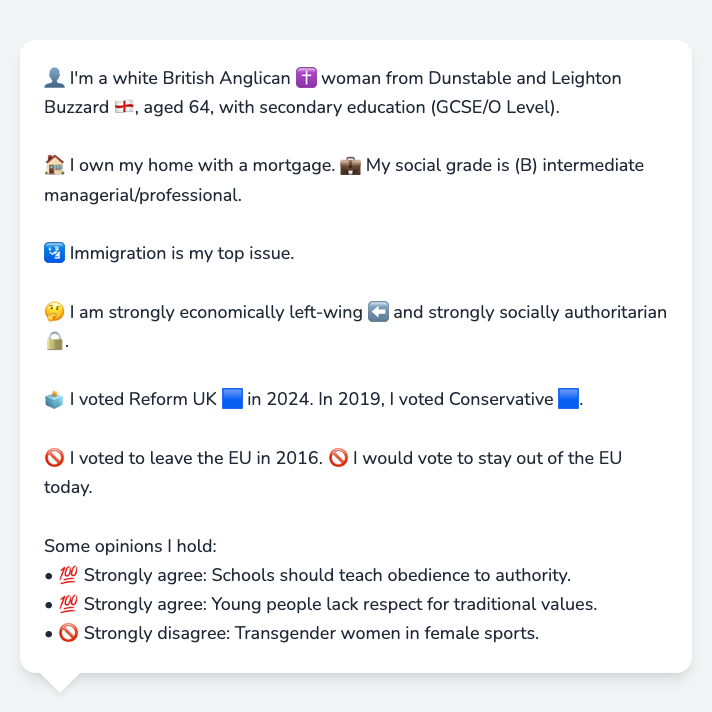 👤 I'm a white British Anglican ✝️ woman from Dunstable and Leighton
Buzzard 🏴󠁧󠁢󠁥󠁮󠁧󠁿, aged 64, with secondary education (GCSE/O Level).
🏠 I own my home with a mortgage. 💼 My social grade is (B) intermediate
managerial/professional.
🛂 Immigration is my top issue.
🤔 I am strongly economically left-wing ⬅️ and strongly socially authoritarian
🔒.
🗳️ I voted Reform UK 🟦 in 2024. In 2019, I voted Conservative 🟦.
🚫 I voted to leave the EU in 2016. 🚫 I would vote to stay out of the EU
today.
Some opinions I hold:
• 💯 Strongly agree: Schools should teach obedience to authority.
• 💯 Strongly agree: Young people lack respect for traditional values.
• 🚫 Strongly disagree: Transgender women in female sports.